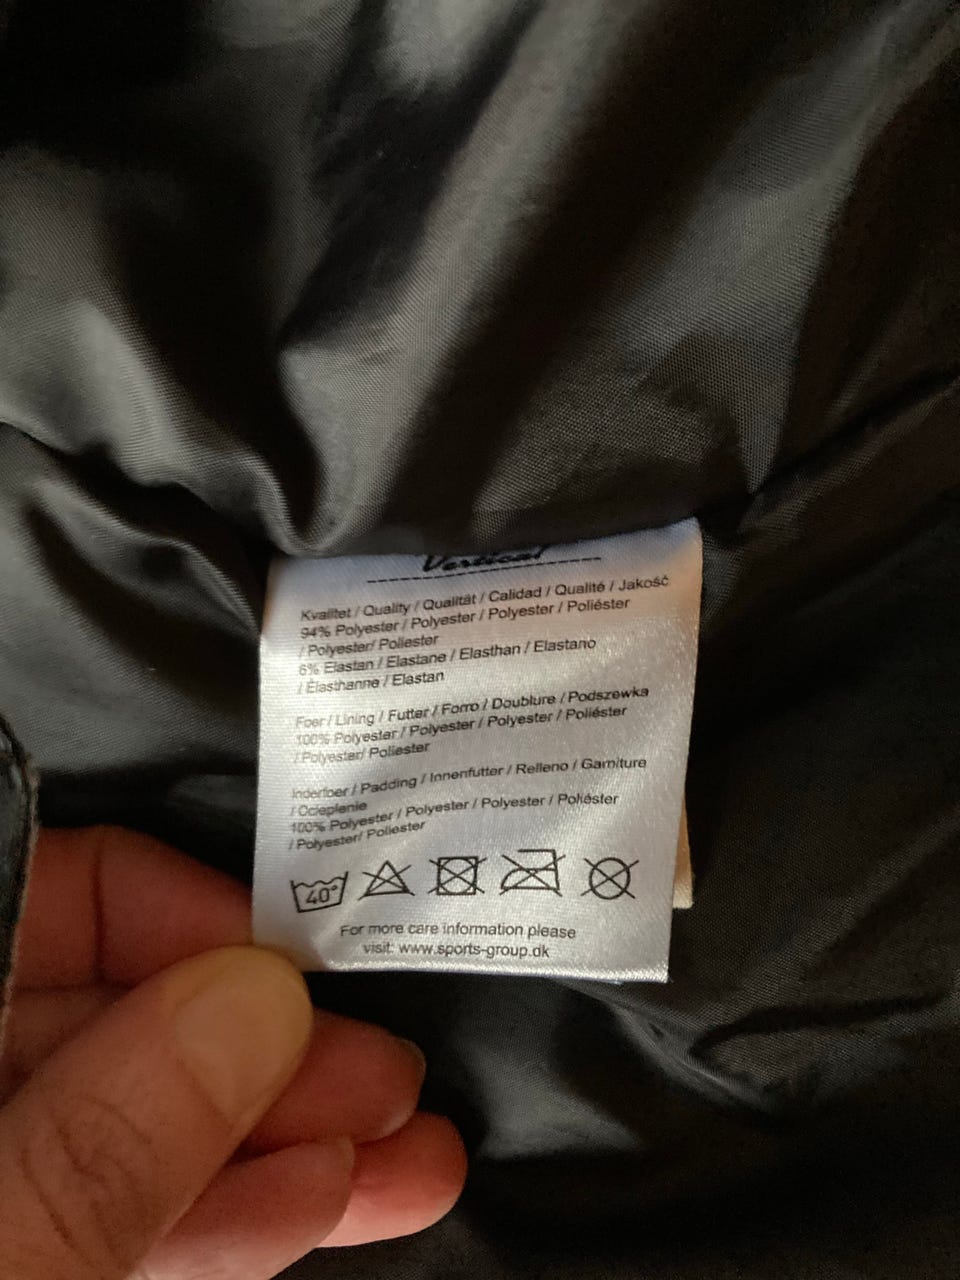 Vertical
Kvalitet / Quality / Qualität / Calidad / Qualité / Jakość
94% Polyester / Polyester / Polyester / Poliéster
/ Polyester/ Poliester
6% Elastan / Elastane / Elasthan / Elastano
/ Élasthanne / Elastan
Foer / Lining / Futter / Forro / Doublure / Podszewka
100% Polyester / Polyester / Polyester / Poliéster
/ Polyester/ Poliester
Inderfoer / Padding / Innenfutter / Relleno / Garniture
/ Ocieplenie
100% Polyester / Polyester / Polyester / Poliéster
/ Polyester/ Poliester
40°
For more care information please
visit: www.sports-group.dk